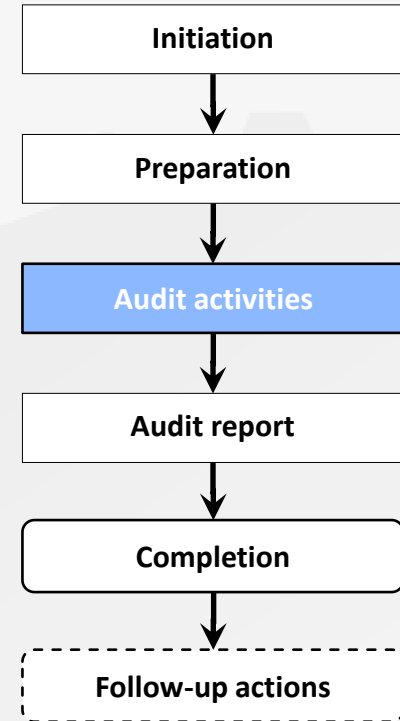 Initiation
Preparation
Audit activities
Audit report
Completion
Follow-up actions